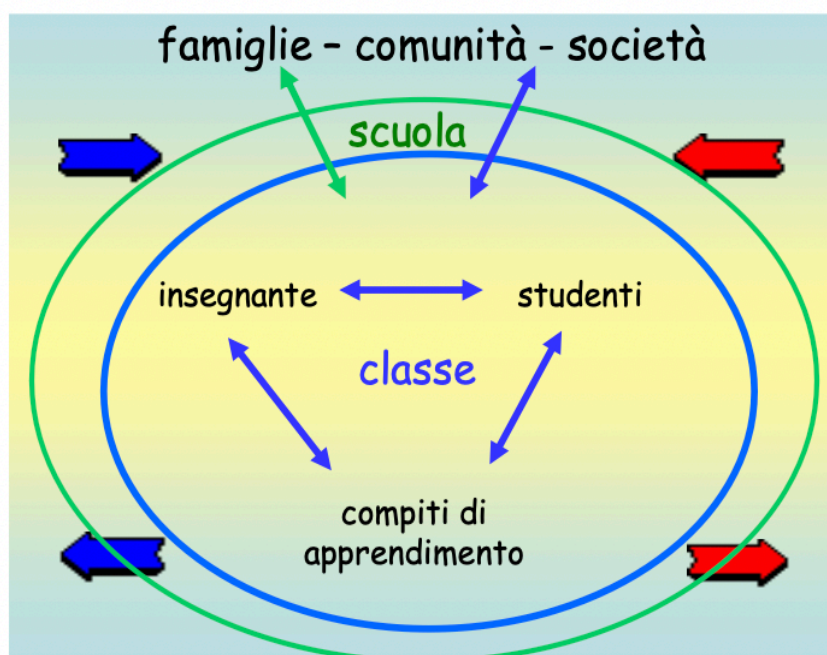 famiglie – comunità - società
scuola
insegnante studenti
classe
compiti di
apprendimento